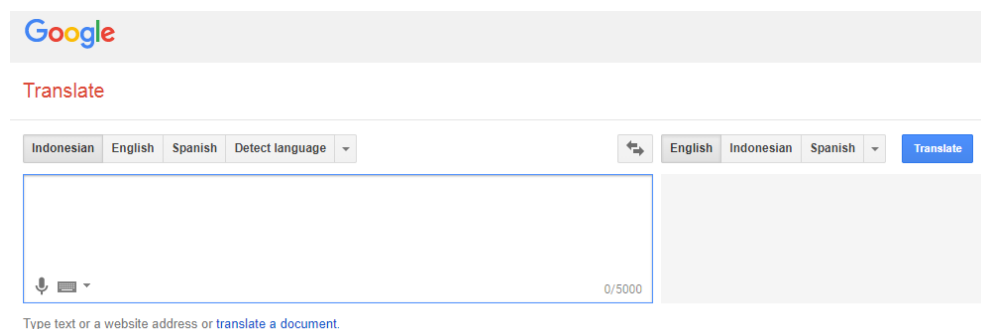 Google
Translate
Indonesian English Spanish Detect language English Indonesian Spanish Translate
0/5000
Type text or a website address or translate a document.